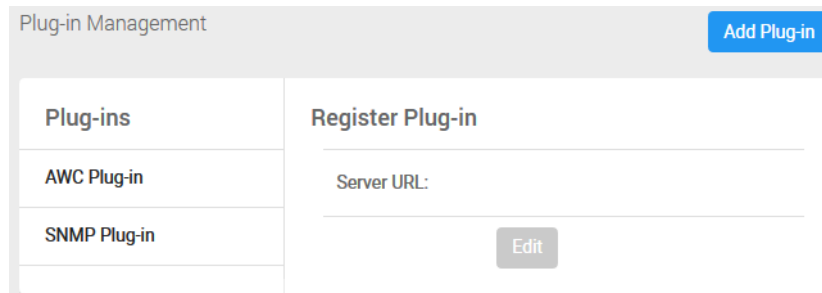 Plug-in Management
Add Plug-in
Plug-ins
Register Plug-in
AWC Plug-in
Server URL:
SNMP Plug-in
Edit